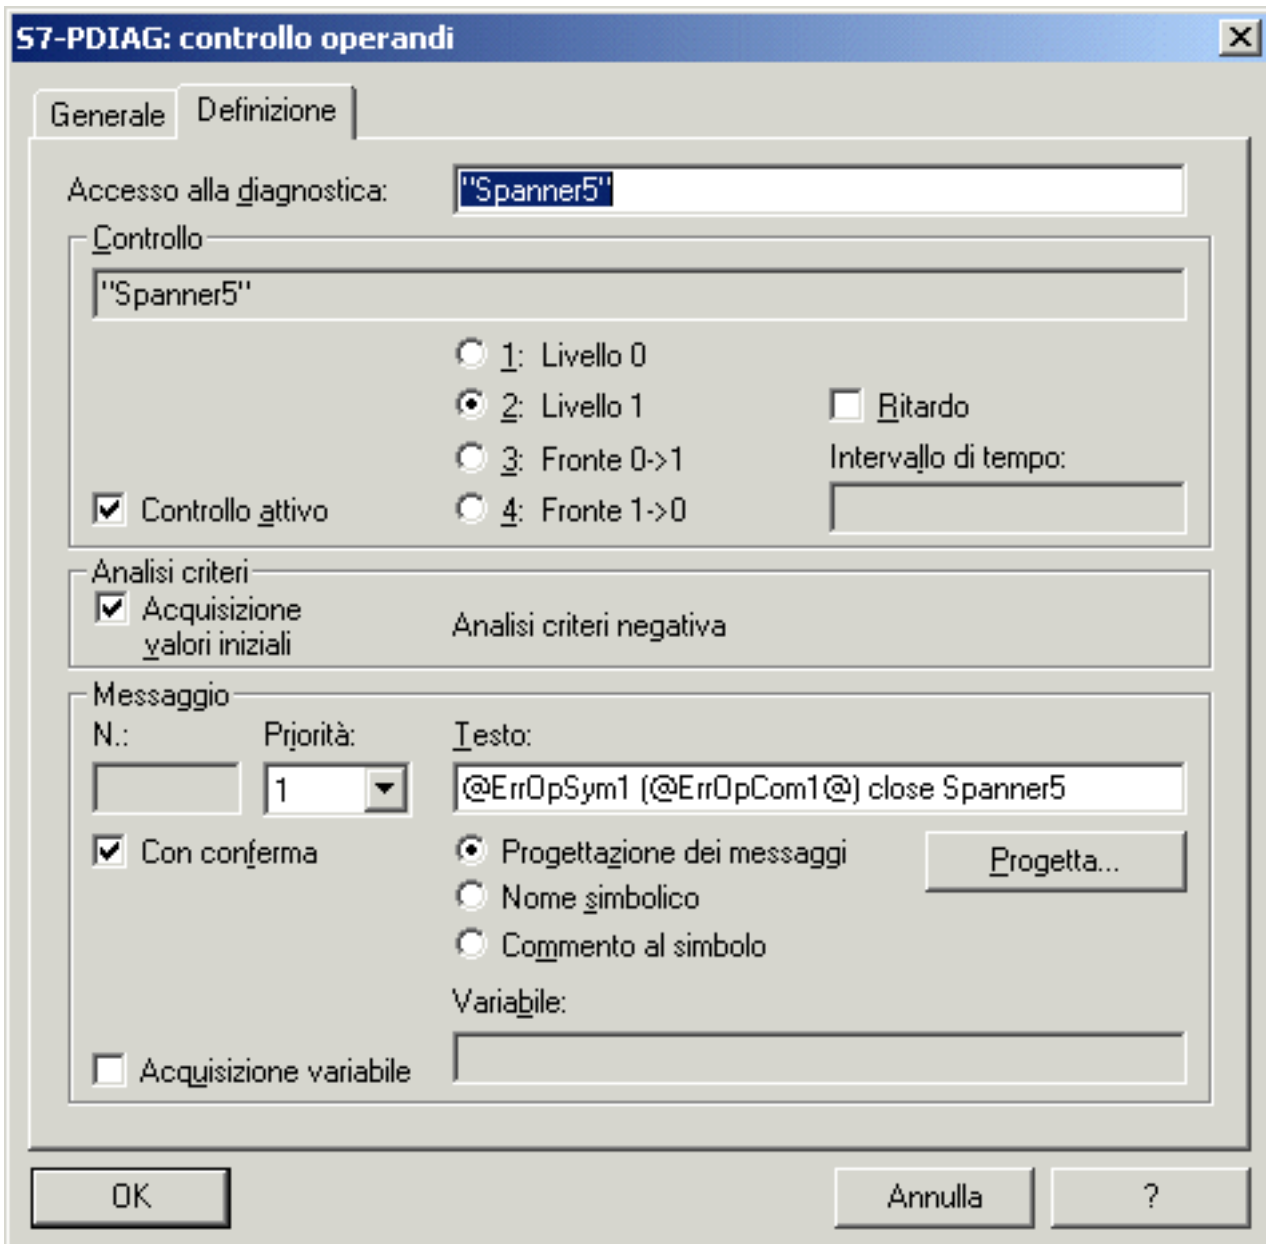 S7-PDIAG: controllo operandi
Generale
Definizione
Accesso alla diagnostica:
"Spanner5"
Controllo
"Spanner5"
1: Livello 0
2: Livello 1
Ritardo
3: Fronte 0->1
Intervallo di tempo:
Controllo attivo
4: Fronte 1->0
Analisi criteri
Acquisizione
valori iniziali
Analisi criteri negativa
Messaggio
N.:
Priorità:
Testo:
1
@ErrOpSym1 (@ErrOpCom1@) close Spanner5
Con conferma
Progettazione dei messaggi
Progetta...
Nome simbolico
Commento al simbolo
Variabile:
Acquisizione variabile
OK
Annulla
?